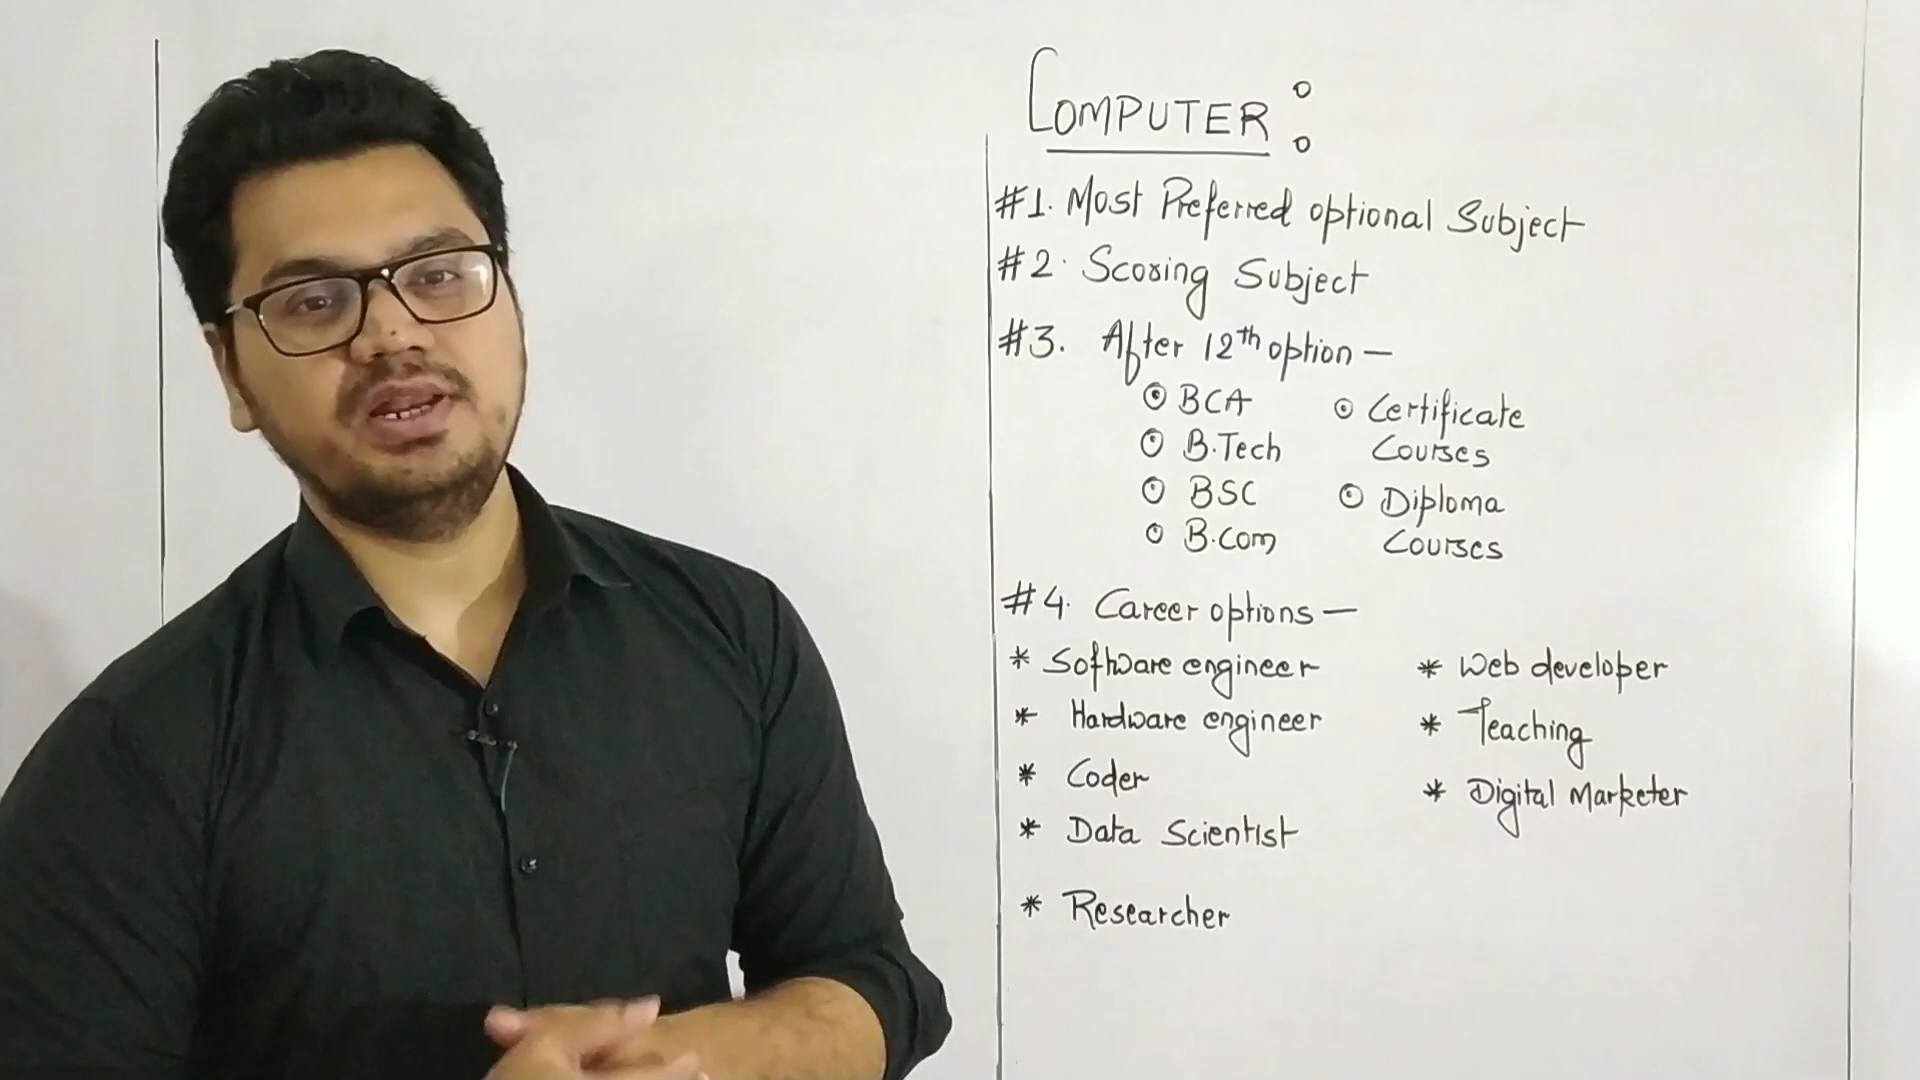 COMPUTER :
#1. Most Preferred optional Subject
#2. Scoring Subject
#3. After 12th option —
⊙ BCA
⊙ B.Tech
⊙ BSC
⊙ B.Com
⊙ Certificate
Courses
⊙ Diploma
Courses
#4. Career options —
* Software engineer
* Hardware engineer
* Coder
* Data Scientist
* Researcher
* Web developer
* Teaching
* Digital Marketer